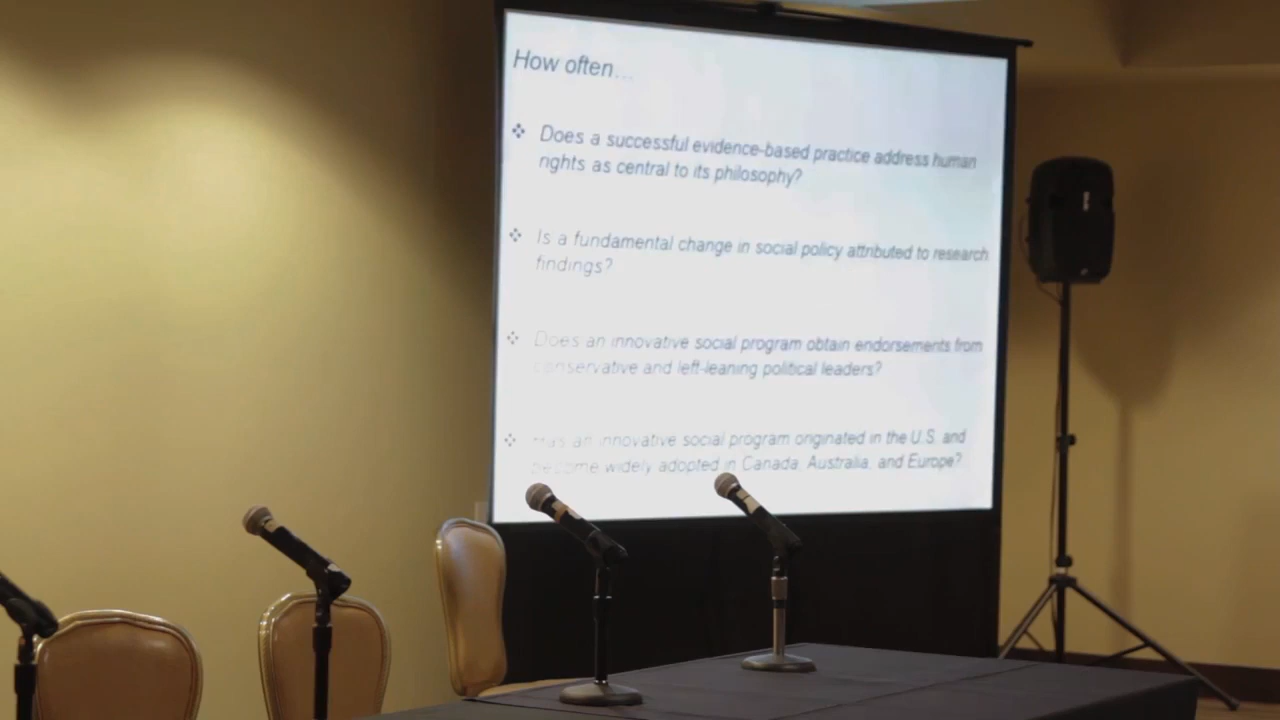 How often...
Does a successful evidence-based practice address human
rights as central to its philosophy?
Is a fundamental change in social policy attributed to research
findings?
Does an innovative social program obtain endorsements from
conservative and left-leaning political leaders?
Has an innovative social program originated in the U.S. and
become widely adopted in Canada, Australia, and Europe?